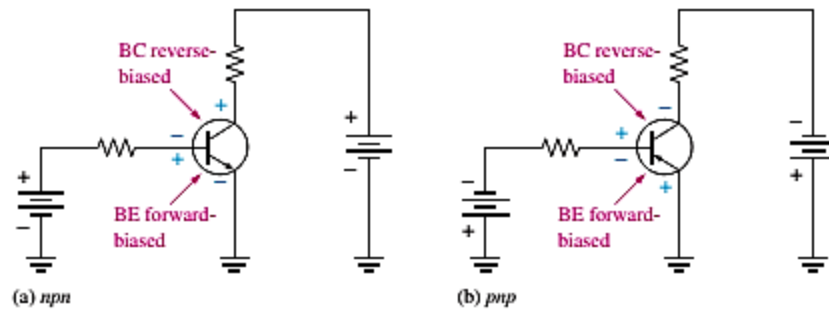 BC reverse-
biased
+
−
+
−
+
−
+
−
BE forward-
biased
(a) npn
BC reverse-
biased
−
+
−
+
−
+
−
+
BE forward-
biased
(b) pnp